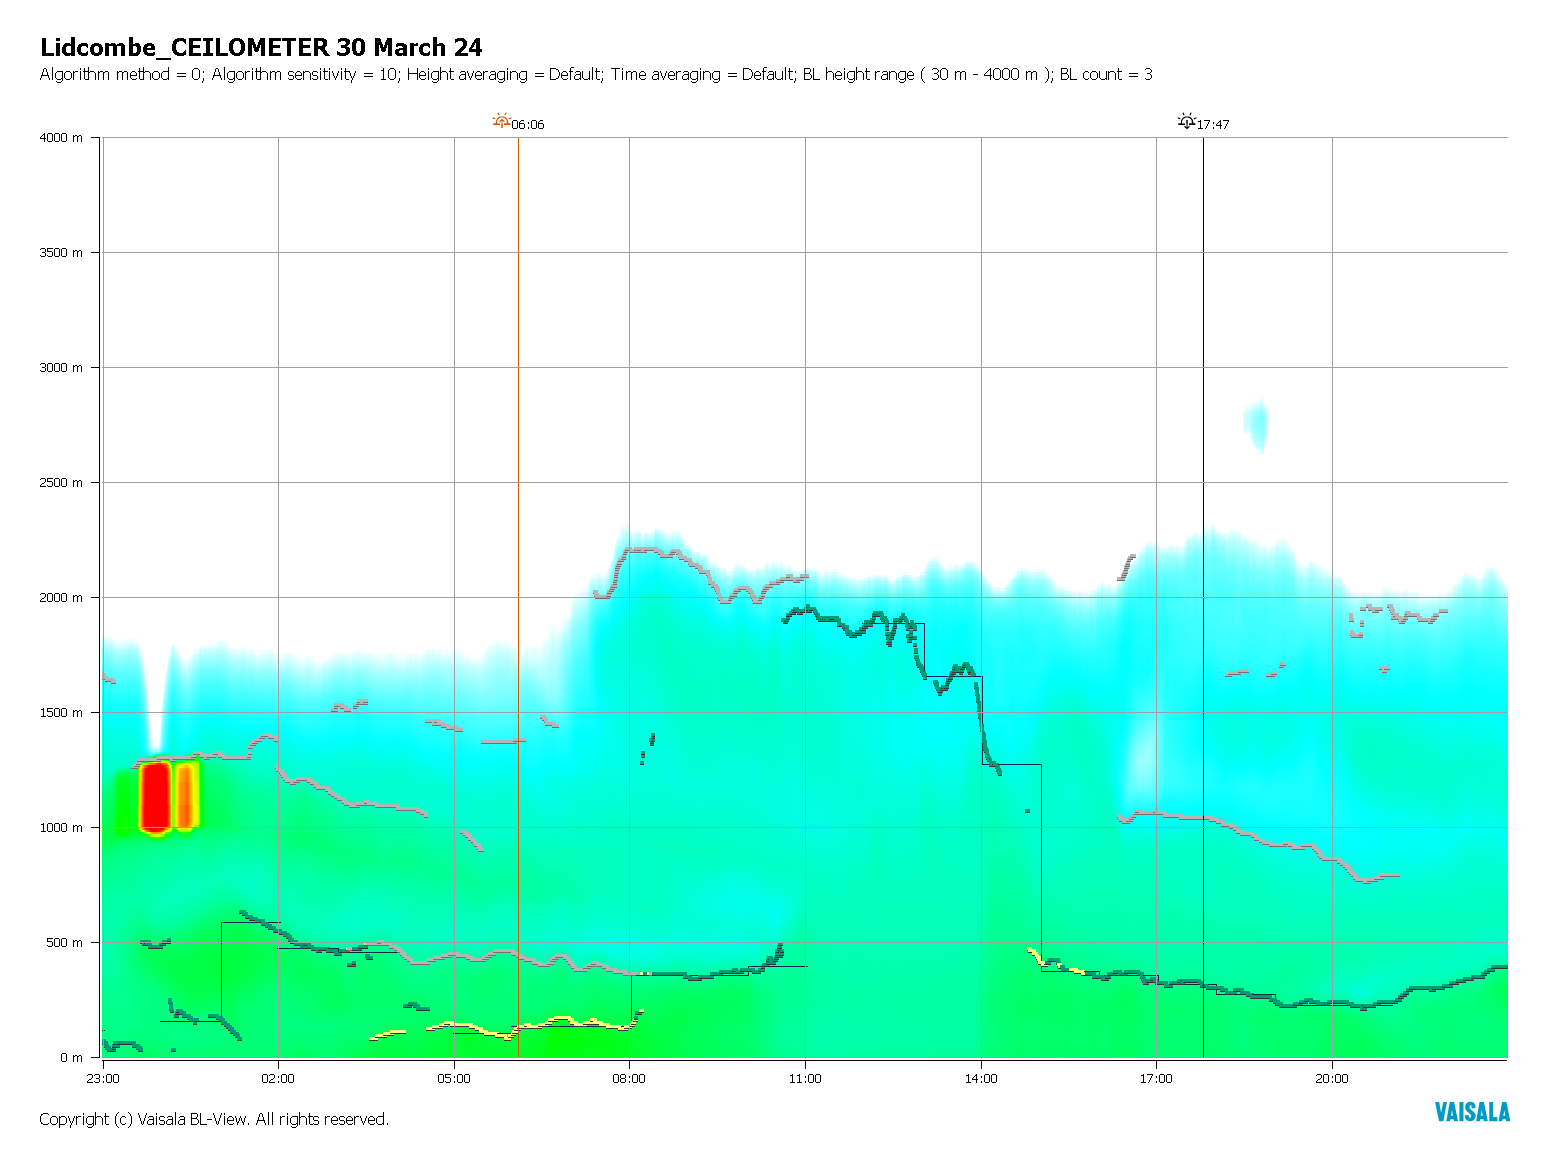 Lidcombe_CEILOMETER 30 March 24
Algorithm method = 0; Algorithm sensitivity = 10; Height averaging = Default; Time averaging = Default; BL height range ( 30 m - 4000 m ); BL count = 3
06:06
17:47
4000 m
3500 m
3000 m
2500 m
2000 m
1500 m
1000 m
500 m
0 m
23:00 02:00 05:00 08:00 11:00 14:00 17:00 20:00
Copyright (c) Vaisala BL-View. All rights reserved.
VAISALA